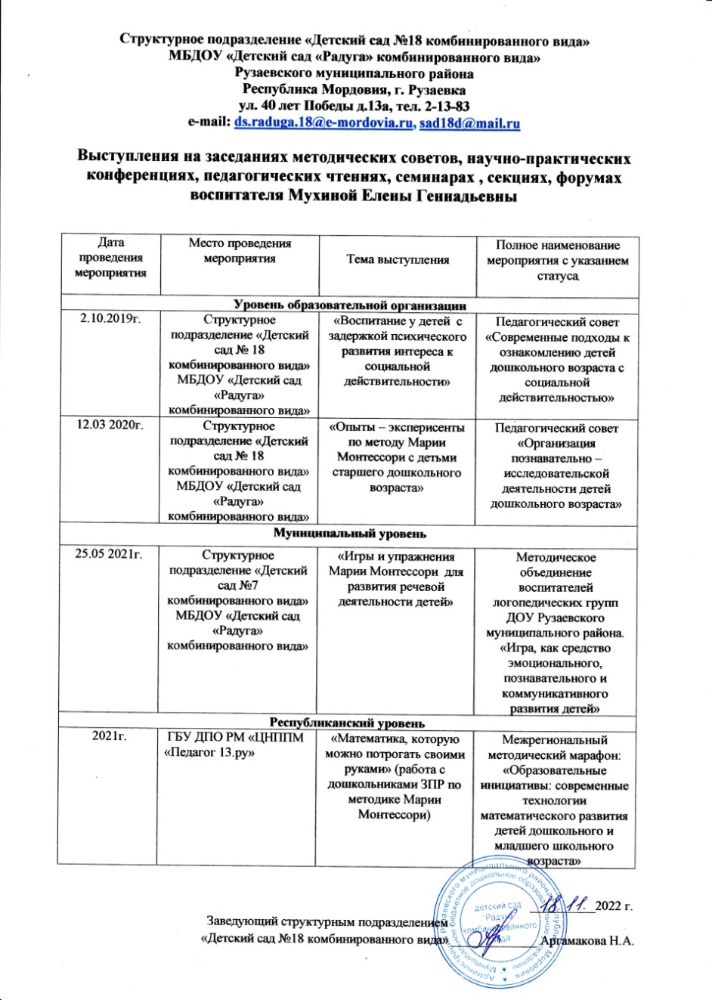 Структурное подразделение «Детский сад №18 комбинированного вида»
МБДОУ «Детский сад «Радуга» комбинированного вида»
Рузаевского муниципального района
Республика Мордовия, г. Рузаевка
ул. 40 лет Победы д.13а, тел. 2-13-83
e-mail: ds.raduga.18@e-mordovia.ru, sad18d@mail.ru
Выступления на заседаниях методических советов, научно-практических
конференциях, педагогических чтениях, семинарах , секциях, форумах
воспитателя Мухиной Елены Геннадьевны
Дата
проведения
мероприятия
Место проведения
мероприятия
Тема выступления
Полное наименование
мероприятия с указанием
статуса
Уровень образовательной организации
2.10.2019г.
Структурное
подразделение «Детский
сад № 18
комбинированного вида»
МБДОУ «Детский сад
«Радуга»
комбинированного вида»
«Воспитание у детей с
задержкой психического
развития интереса к
социальной
действительности»
Педагогический совет
«Современные подходы к
ознакомлению детей
дошкольного возраста с
социальной
действительностью»
12.03 2020г.
Структурное
подразделение «Детский
сад № 18
комбинированного вида»
МБДОУ «Детский сад
«Радуга»
комбинированного вида»
«Опыты – эксперисенты
по методу Марии
Монтессори с детьми
старшего дошкольного
возраста»
Педагогический совет
«Организация
познавательно –
исследовательской
деятельности детей
дошкольного возраста»
Муниципальный уровень
25.05 2021г.
Структурное
подразделение «Детский
сад №7
комбинированного вида»
МБДОУ «Детский сад
«Радуга»
комбинированного вида»
«Игры и упражнения
Марии Монтессори для
развития речевой
деятельности детей»
Методическое
объединение
воспитателей
логопедических групп
ДОУ Рузаевского
муниципального района.
«Игра, как средство
эмоционального,
познавательного и
коммуникативного
развития детей»
Республиканский уровень
2021г.
ГБУ ДПО РМ «ЦНППМ
«Педагог 13.ру»
«Математика, которую
можно потрогать своими
руками» (работа с
дошкольниками ЗПР по
методике Марии
Монтессори)
Межрегиональный
методический марафон:
«Образовательные
инициативы: современные
технологии
математического развития
детей дошкольного и
младшего школьного
возраста»
18.11. 2022 г.
Заведующий структурным подразделением
«Детский сад №18 комбинированного вида» Аргамакова Н.А.
детский сад
"Радуга"
комбинированного
вида